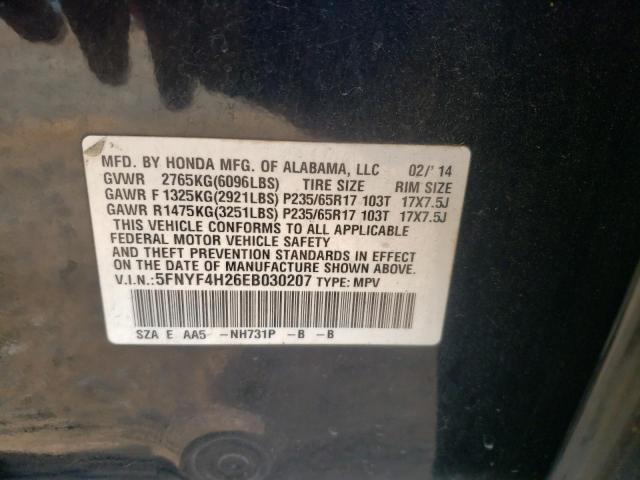 MFD. BY HONDA MFG. OF ALABAMA, LLC 02/'14
GVWR 2765KG(6096LBS) TIRE SIZE RIM SIZE
GAWR F 1325KG(2921LBS) P235/65R17 103T 17X7.5J
GAWR R1475KG(3251LBS) P235/65R17 103T 17X7.5J
THIS VEHICLE CONFORMS TO ALL APPLICABLE
FEDERAL MOTOR VEHICLE SAFETY
AND THEFT PREVENTION STANDARDS IN EFFECT
ON THE DATE OF MANUFACTURE SHOWN ABOVE.
V.I.N.:5FNYF4H26EB030207 TYPE: MPV
SZA E AA5 -NH731P -B -B